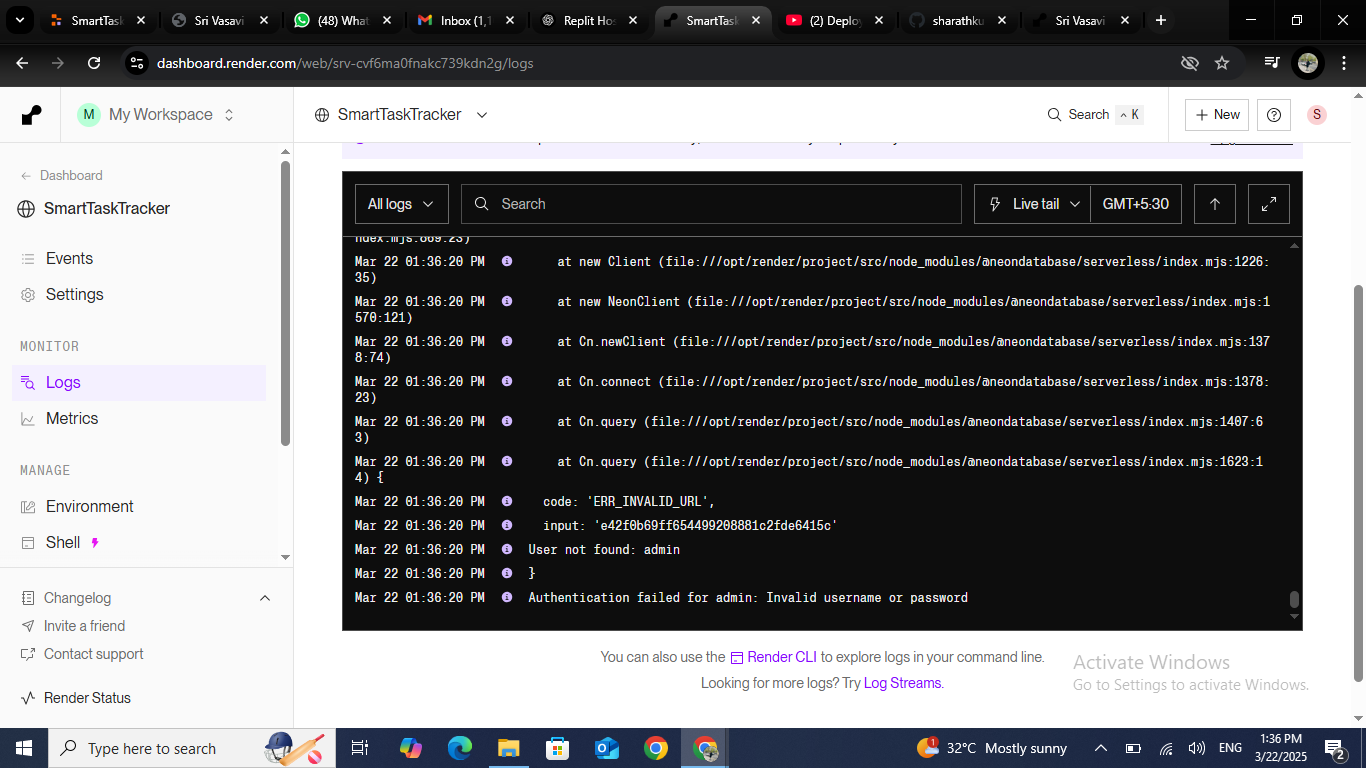 SmartTask
Sri Vasavi
(48) What
Inbox (1,1
Replit Hos
SmartTask
(2) Deploy
sharathku
Sri Vasavi
dashboard.render.com/web/srv-cvf6ma0fnakc739kdn2g/logs
M My Workspace
SmartTaskTracker
Search ^ K
+ New
S
← Dashboard
SmartTaskTracker
Events
Settings
MONITOR
Logs
Metrics
MANAGE
Environment
Shell
Changelog
Invite a friend
Contact support
Render Status
All logs
Search
Live tail
GMT+5:30
ndex.mjs:869:23)
Mar 22 01:36:20 PM at new Client (file:///opt/render/project/src/node_modules/@neondatabase/serverless/index.mjs:1226:
35)
Mar 22 01:36:20 PM at new NeonClient (file:///opt/render/project/src/node_modules/@neondatabase/serverless/index.mjs:1
570:121)
Mar 22 01:36:20 PM at Cn.newClient (file:///opt/render/project/src/node_modules/@neondatabase/serverless/index.mjs:137
8:74)
Mar 22 01:36:20 PM at Cn.connect (file:///opt/render/project/src/node_modules/@neondatabase/serverless/index.mjs:1378:
23)
Mar 22 01:36:20 PM at Cn.query (file:///opt/render/project/src/node_modules/@neondatabase/serverless/index.mjs:1407:6
3)
Mar 22 01:36:20 PM at Cn.query (file:///opt/render/project/src/node_modules/@neondatabase/serverless/index.mjs:1623:1
4) {
Mar 22 01:36:20 PM code: 'ERR_INVALID_URL',
Mar 22 01:36:20 PM input: 'e42f0b69ff654499208881c2fde6415c'
Mar 22 01:36:20 PM User not found: admin
Mar 22 01:36:20 PM }
Mar 22 01:36:20 PM Authentication failed for admin: Invalid username or password
You can also use the Render CLI to explore logs in your command line.
Looking for more logs? Try Log Streams.
Activate Windows
Go to Settings to activate Windows.
Type here to search
1
32°C Mostly sunny
ENG
1:36 PM
3/22/2025
2